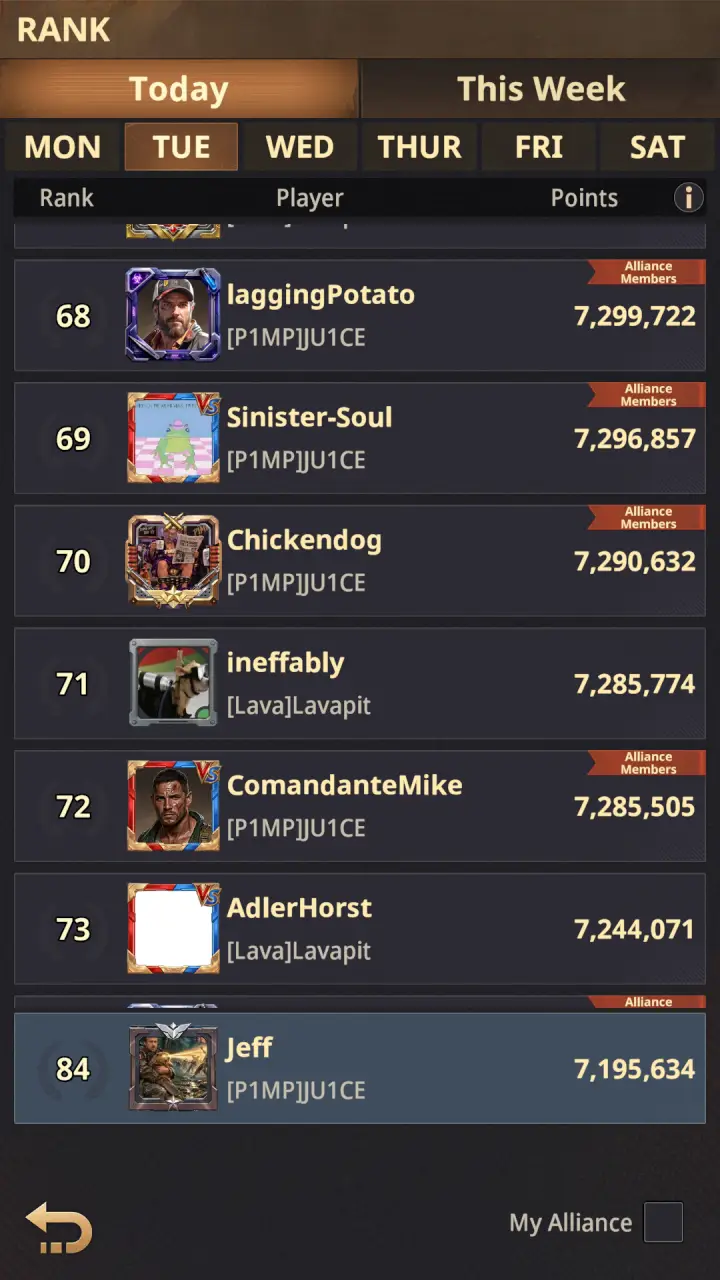 RANK
Today
This Week
MON
TUE
WED
THUR
FRI
SAT
Rank
Player
Points
68
laggingPotato
[P1MP]JU1CE
Alliance
Members
7,299,722
69
Sinister-Soul
[P1MP]JU1CE
Alliance
Members
7,296,857
70
Chickendog
[P1MP]JU1CE
Alliance
Members
7,290,632
71
ineffably
[Lava]Lavapit
7,285,774
72
ComandanteMike
[P1MP]JU1CE
Alliance
Members
7,285,505
73
AdlerHorst
[Lava]Lavapit
7,244,071
Alliance
84
Jeff
[P1MP]JU1CE
7,195,634
My Alliance